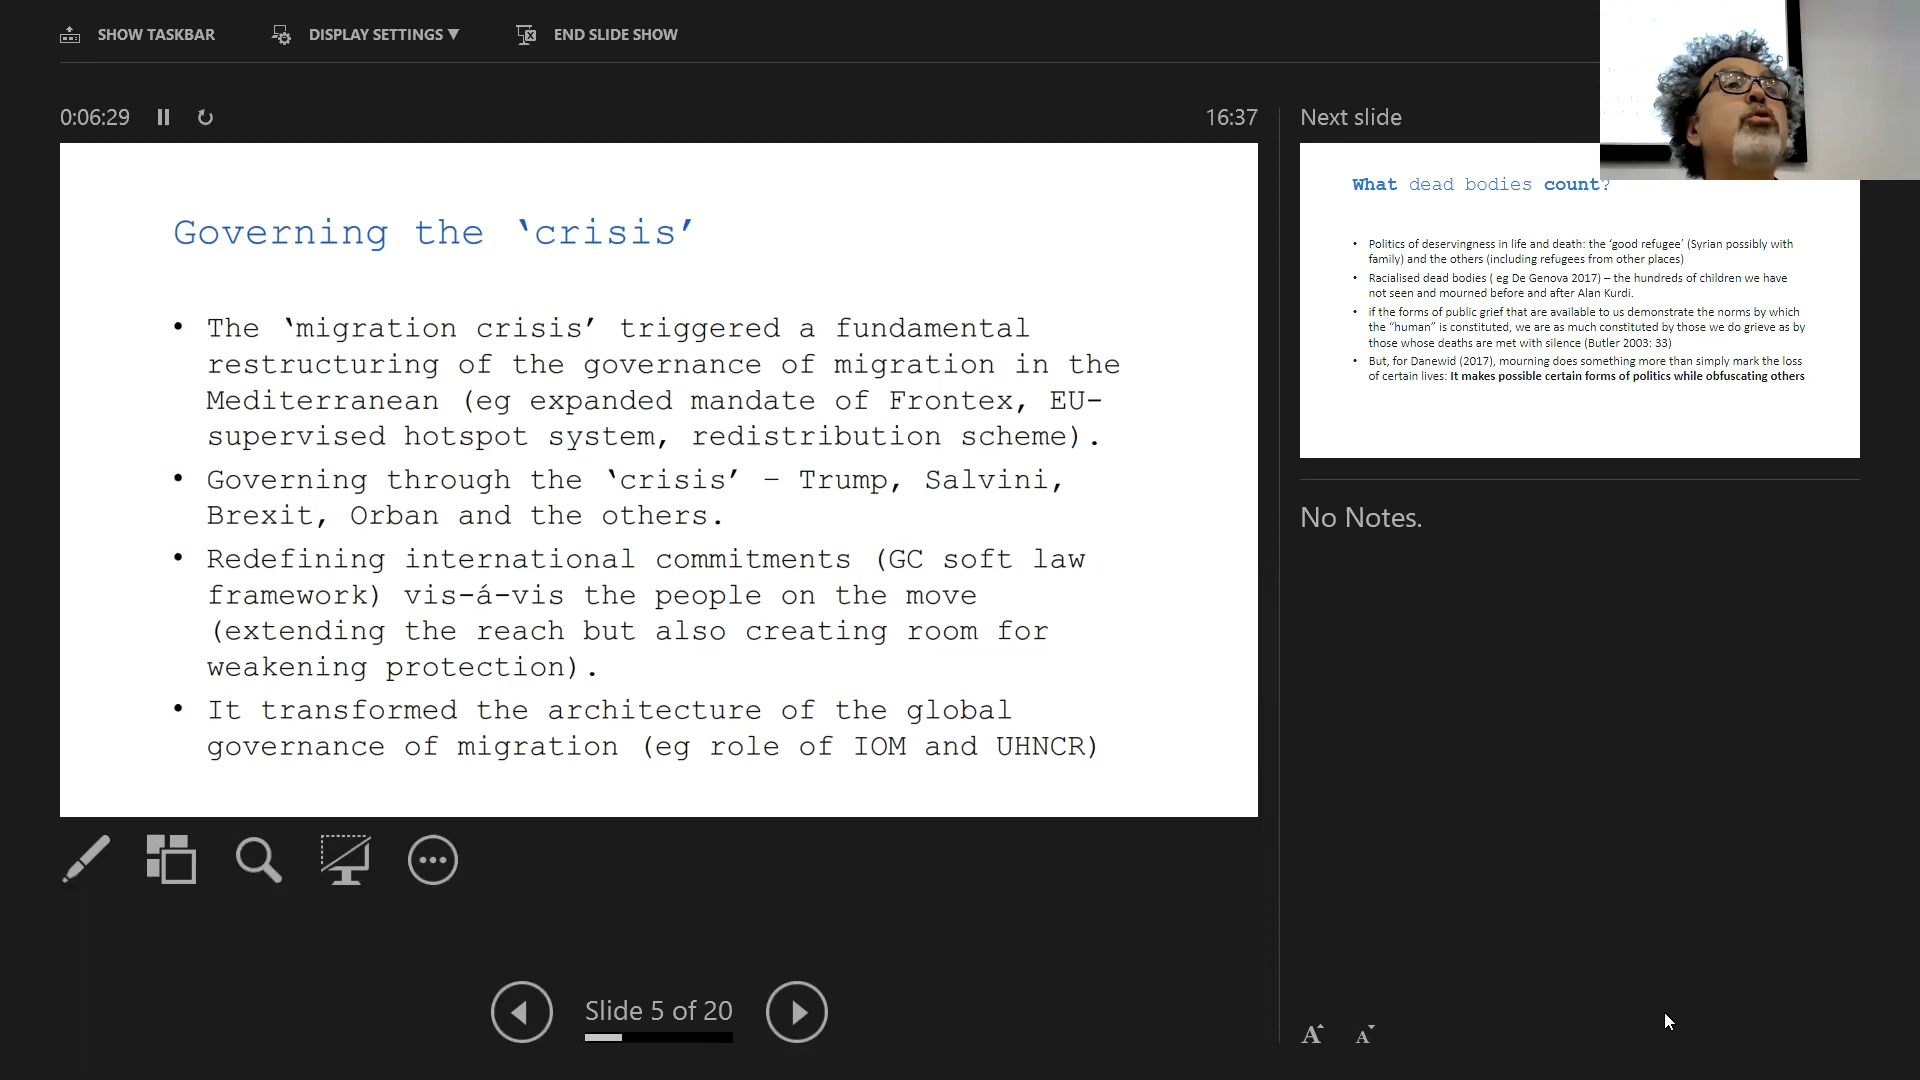 SHOW TASKBAR
DISPLAY SETTINGS ▼
END SLIDE SHOW
0:06:29
16:37
Next slide
Governing the ‛crisis’
• The ‛migration crisis’ triggered a fundamental
restructuring of the governance of migration in the
Mediterranean (eg expanded mandate of Frontex, EU-
supervised hotspot system, redistribution scheme).
• Governing through the ‛crisis’ – Trump, Salvini,
Brexit, Orban and the others.
• Redefining international commitments (GC soft law
framework) vis-á-vis the people on the move
(extending the reach but also creating room for
weakening protection).
• It transformed the architecture of the global
governance of migration (eg role of IOM and UHNCR)
What dead bodies count?
• Politics of deservingness in life and death: the ‘good refugee’ (Syrian possibly with
family) and the others (including refugees from other places)
• Racialised dead bodies ( eg De Genova 2017) – the hundreds of children we have
not seen and mourned before and after Alan Kurdi.
• if the forms of public grief that are available to us demonstrate the norms by which
the “human” is constituted, we are as much constituted by those we do grieve as by
those whose deaths are met with silence (Butler 2003: 33)
• But, for Danewid (2017), mourning does something more than simply mark the loss
of certain lives: It makes possible certain forms of politics while obfuscating others
No Notes.
Slide 5 of 20
A A